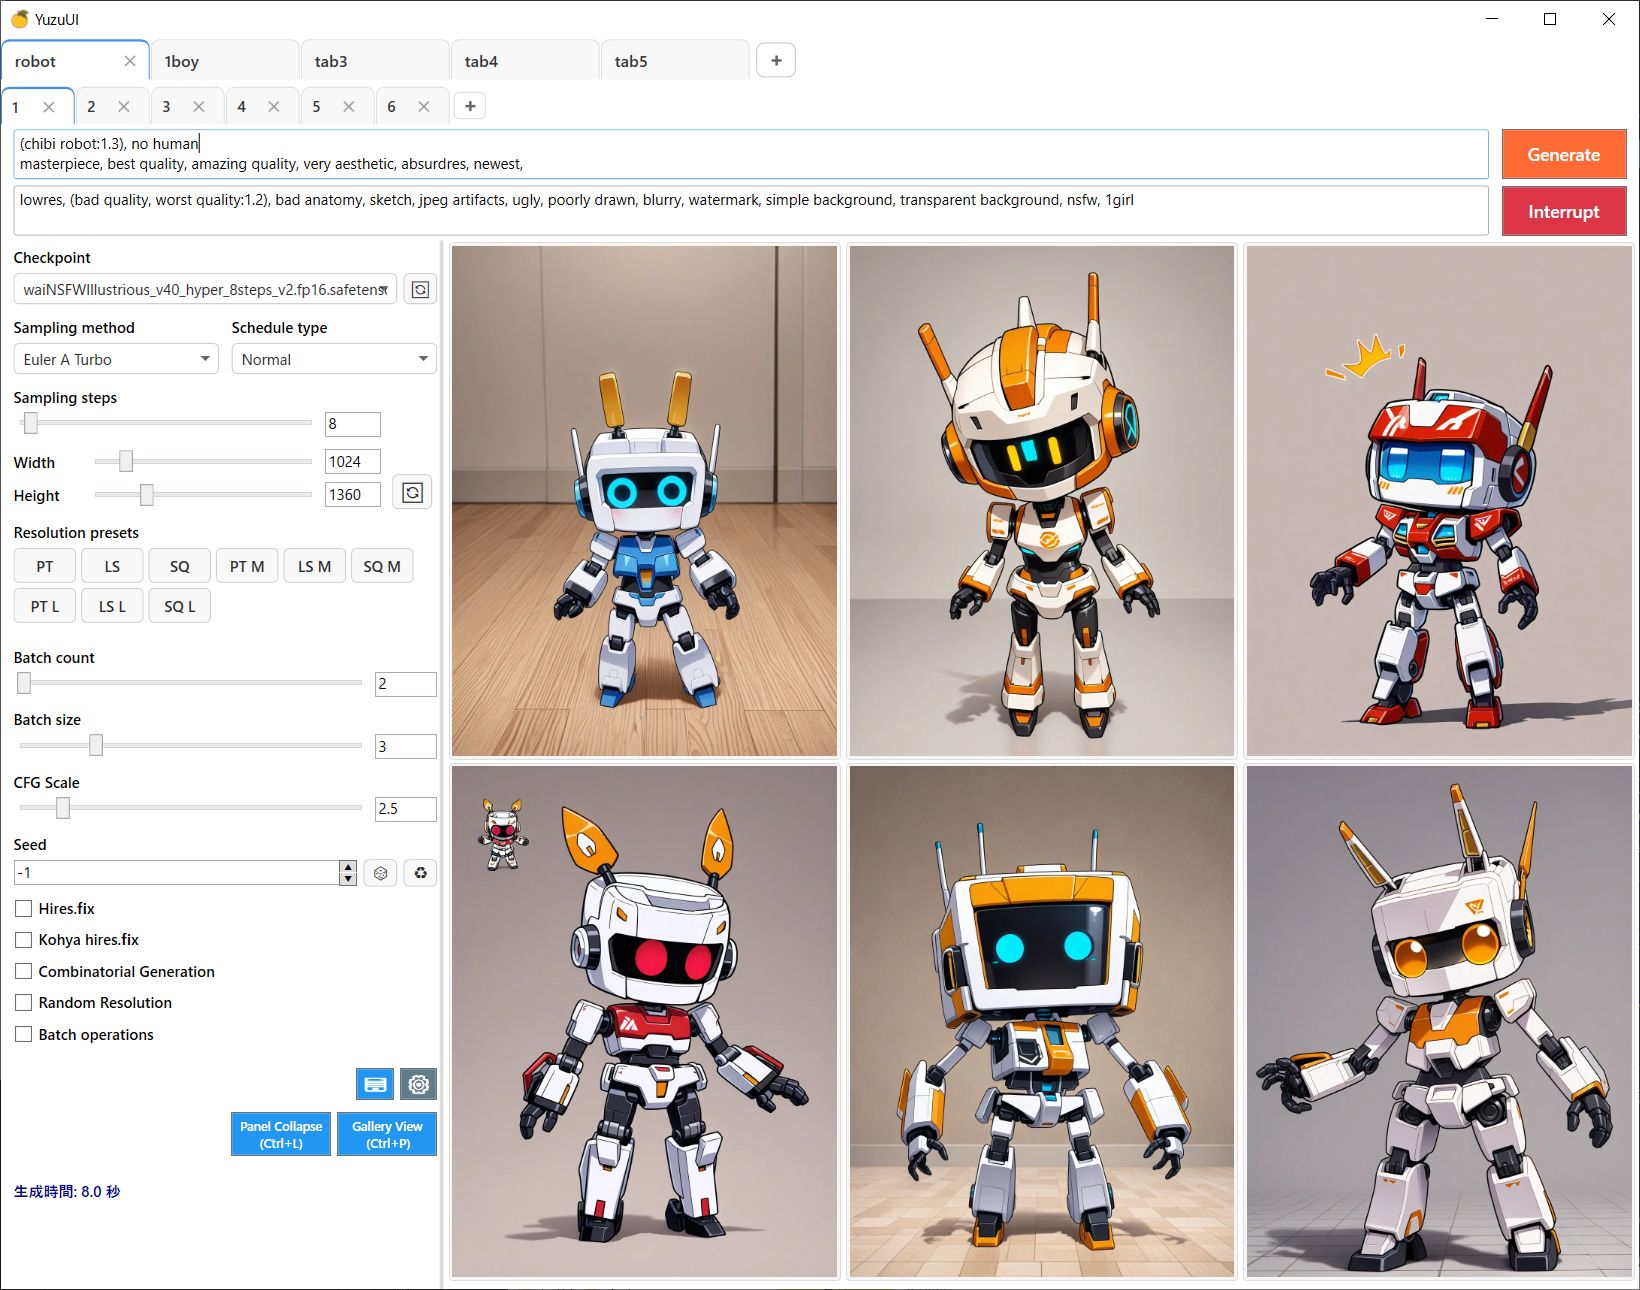 YuzuUI
robot
1boy
tab3
tab4
tab5
+
1
2
3
4
5
6
+
(chibi robot:1.3), no human
masterpiece, best quality, amazing quality, very aesthetic, absurdres, newest,
Generate
lowres, (bad quality, worst quality:1.2), bad anatomy, sketch, jpeg artifacts, ugly, poorly drawn, blurry, watermark, simple background, transparent background, nsfw, 1girl
Interrupt
Checkpoint
waiNSFWIllustrious_v40_hyper_8steps_v2.fp16.safetens
Sampling method
Schedule type
Euler A Turbo
Normal
Sampling steps
8
Width
1024
Height
1360
Resolution presets
PT
LS
SQ
PT M
LS M
SQ M
PT L
LS L
SQ L
Batch count
2
Batch size
3
CFG Scale
2.5
Seed
-1
Hires.fix
Kohya hires.fix
Combinatorial Generation
Random Resolution
Batch operations
Panel Collapse
(Ctrl+L)
Gallery View
(Ctrl+P)
生成時間: 8.0 秒